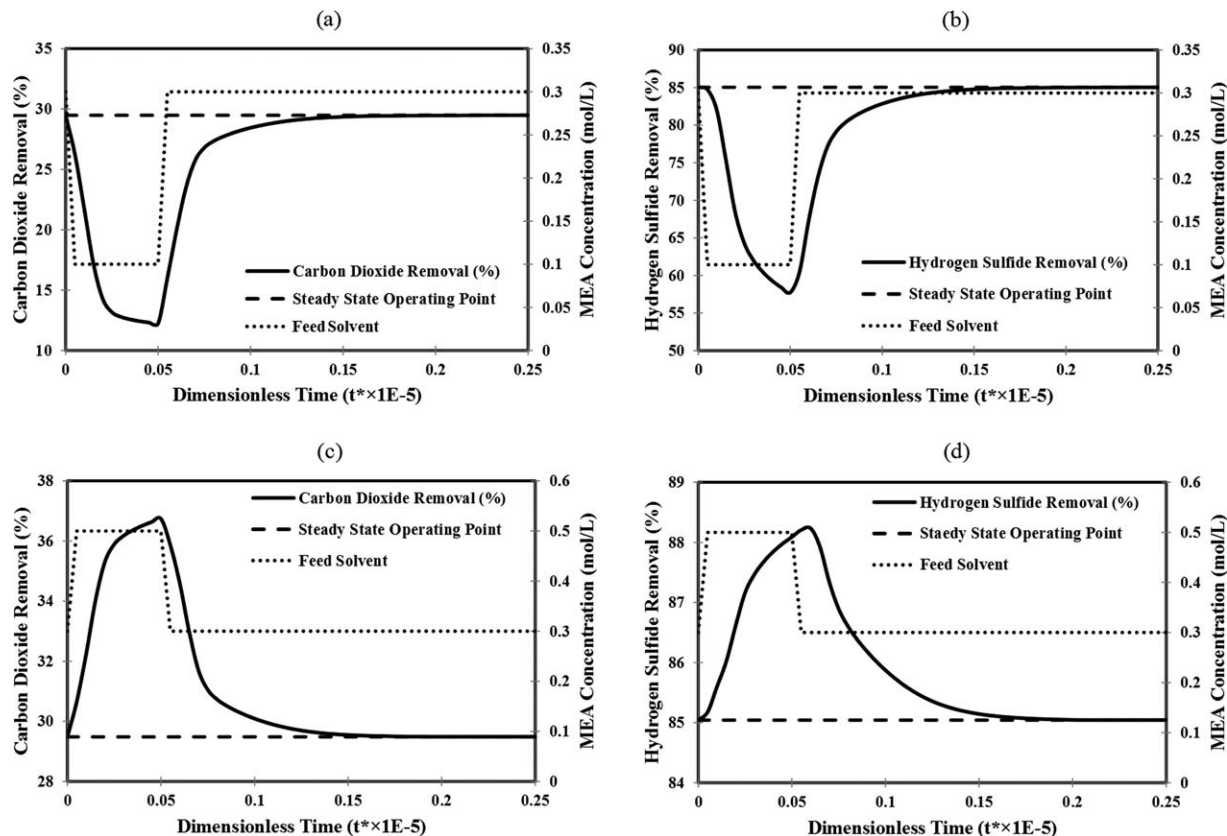 (a)
Carbon Dioxide Removal (%)
35
30
25
20
15
10
0.35
0.3
0.25
0.2
0.15
0.1
0.05
0
MEA Concentration (mol/L)
Carbon Dioxide Removal (%)
Steady State Operating Point
Feed Solvent
0 0.05 0.1 0.15 0.2 0.25
Dimensionless Time (t*×1E-5)
(b)
Hydrogen Sulfide Removal (%)
90
85
80
75
70
65
60
55
50
0.35
0.3
0.25
0.2
0.15
0.1
0.05
0
MEA Concentration (mol/L)
Hydrogen Sulfide Removal (%)
Steady State Operating Point
Feed Solvent
0 0.05 0.1 0.15 0.2 0.25
Dimensionless Time (t*×1E-5)
(c)
Carbon Dioxide Removal (%)
38
36
34
32
30
28
0.6
0.5
0.4
0.3
0.2
0.1
0
MEA Concentration (mol/L)
Carbon Dioxide Removal (%)
Steady State Operating Point
Feed Solvent
0 0.05 0.1 0.15 0.2 0.25
Dimensionless Time (t*×1E-5)
(d)
Hydrogen Sulfide Removal (%)
89
88
87
86
85
84
0.6
0.5
0.4
0.3
0.2
0.1
0
MEA Concentration (mol/L)
Hydrogen Sulfide Removal (%)
Staedy State Operating Point
Feed Solvent
0 0.05 0.1 0.15 0.2 0.25
Dimensionless Time (t*×1E-5)